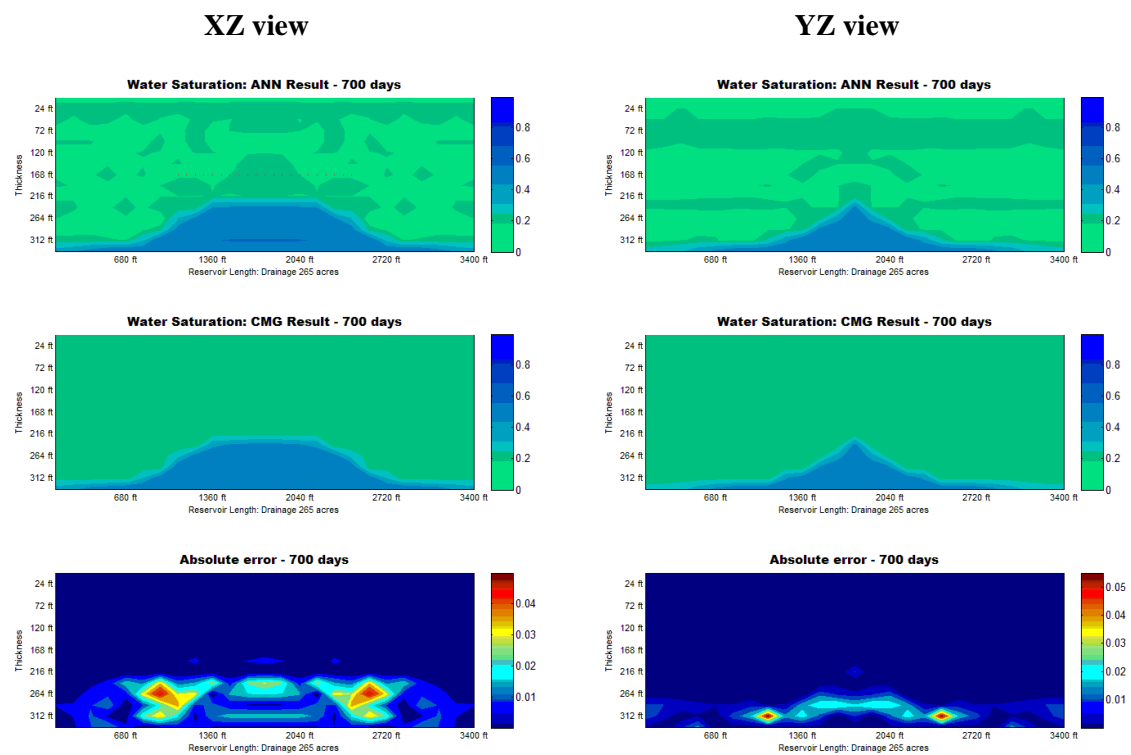 XZ view
YZ view
Water Saturation: ANN Result - 700 days
24 ft
72 ft
120 ft
168 ft
216 ft
264 ft
312 ft
Thickness
680 ft 1360 ft 2040 ft 2720 ft 3400 ft
Reservoir Length: Drainage 265 acres
0.8
0.6
0.4
0.2
0
Water Saturation: ANN Result - 700 days
24 ft
72 ft
120 ft
168 ft
216 ft
264 ft
312 ft
Thickness
680 ft 1360 ft 2040 ft 2720 ft 3400 ft
Reservoir Length: Drainage 265 acres
0.8
0.6
0.4
0.2
0
Water Saturation: CMG Result - 700 days
24 ft
72 ft
120 ft
168 ft
216 ft
264 ft
312 ft
Thickness
680 ft 1360 ft 2040 ft 2720 ft 3400 ft
Reservoir Length: Drainage 265 acres
0.8
0.6
0.4
0.2
0
Water Saturation: CMG Result - 700 days
24 ft
72 ft
120 ft
168 ft
216 ft
264 ft
312 ft
Thickness
680 ft 1360 ft 2040 ft 2720 ft 3400 ft
Reservoir Length: Drainage 265 acres
0.8
0.6
0.4
0.2
0
Absolute error - 700 days
24 ft
72 ft
120 ft
168 ft
216 ft
264 ft
312 ft
Thickness
680 ft 1360 ft 2040 ft 2720 ft 3400 ft
Reservoir Length: Drainage 265 acres
0.04
0.03
0.02
0.01
Absolute error - 700 days
24 ft
72 ft
120 ft
168 ft
216 ft
264 ft
312 ft
Thickness
680 ft 1360 ft 2040 ft 2720 ft 3400 ft
Reservoir Length: Drainage 265 acres
0.05
0.04
0.03
0.02
0.01